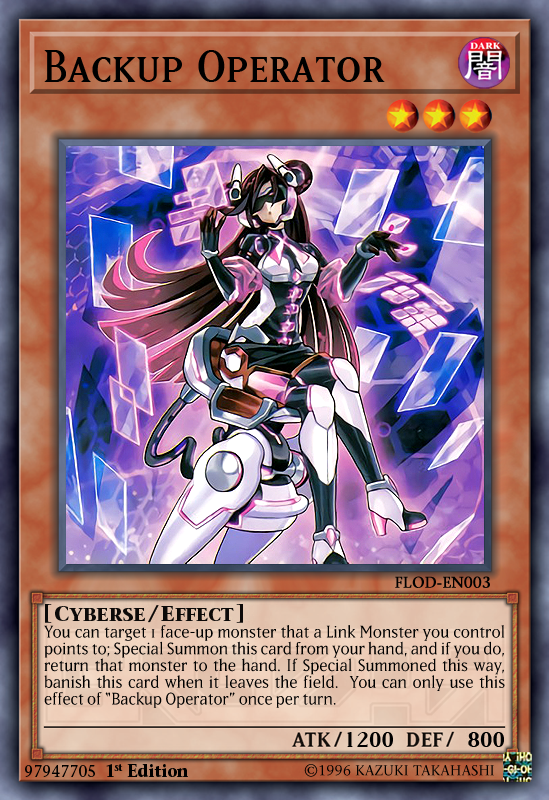 BACKUP OPERATOR
DARK
闇
FLOD-EN003
[CYBERSE/EFFECT]
You can target 1 face-up monster that a Link Monster you control
points to; Special Summon this card from your hand, and if you do,
return that monster to the hand. If Special Summoned this way,
banish this card when it leaves the field. You can only use this
effect of "Backup Operator" once per turn.
ATK/1200 DEF/ 800
97947705 1st Edition ©1996 KAZUKI TAKAHASHI